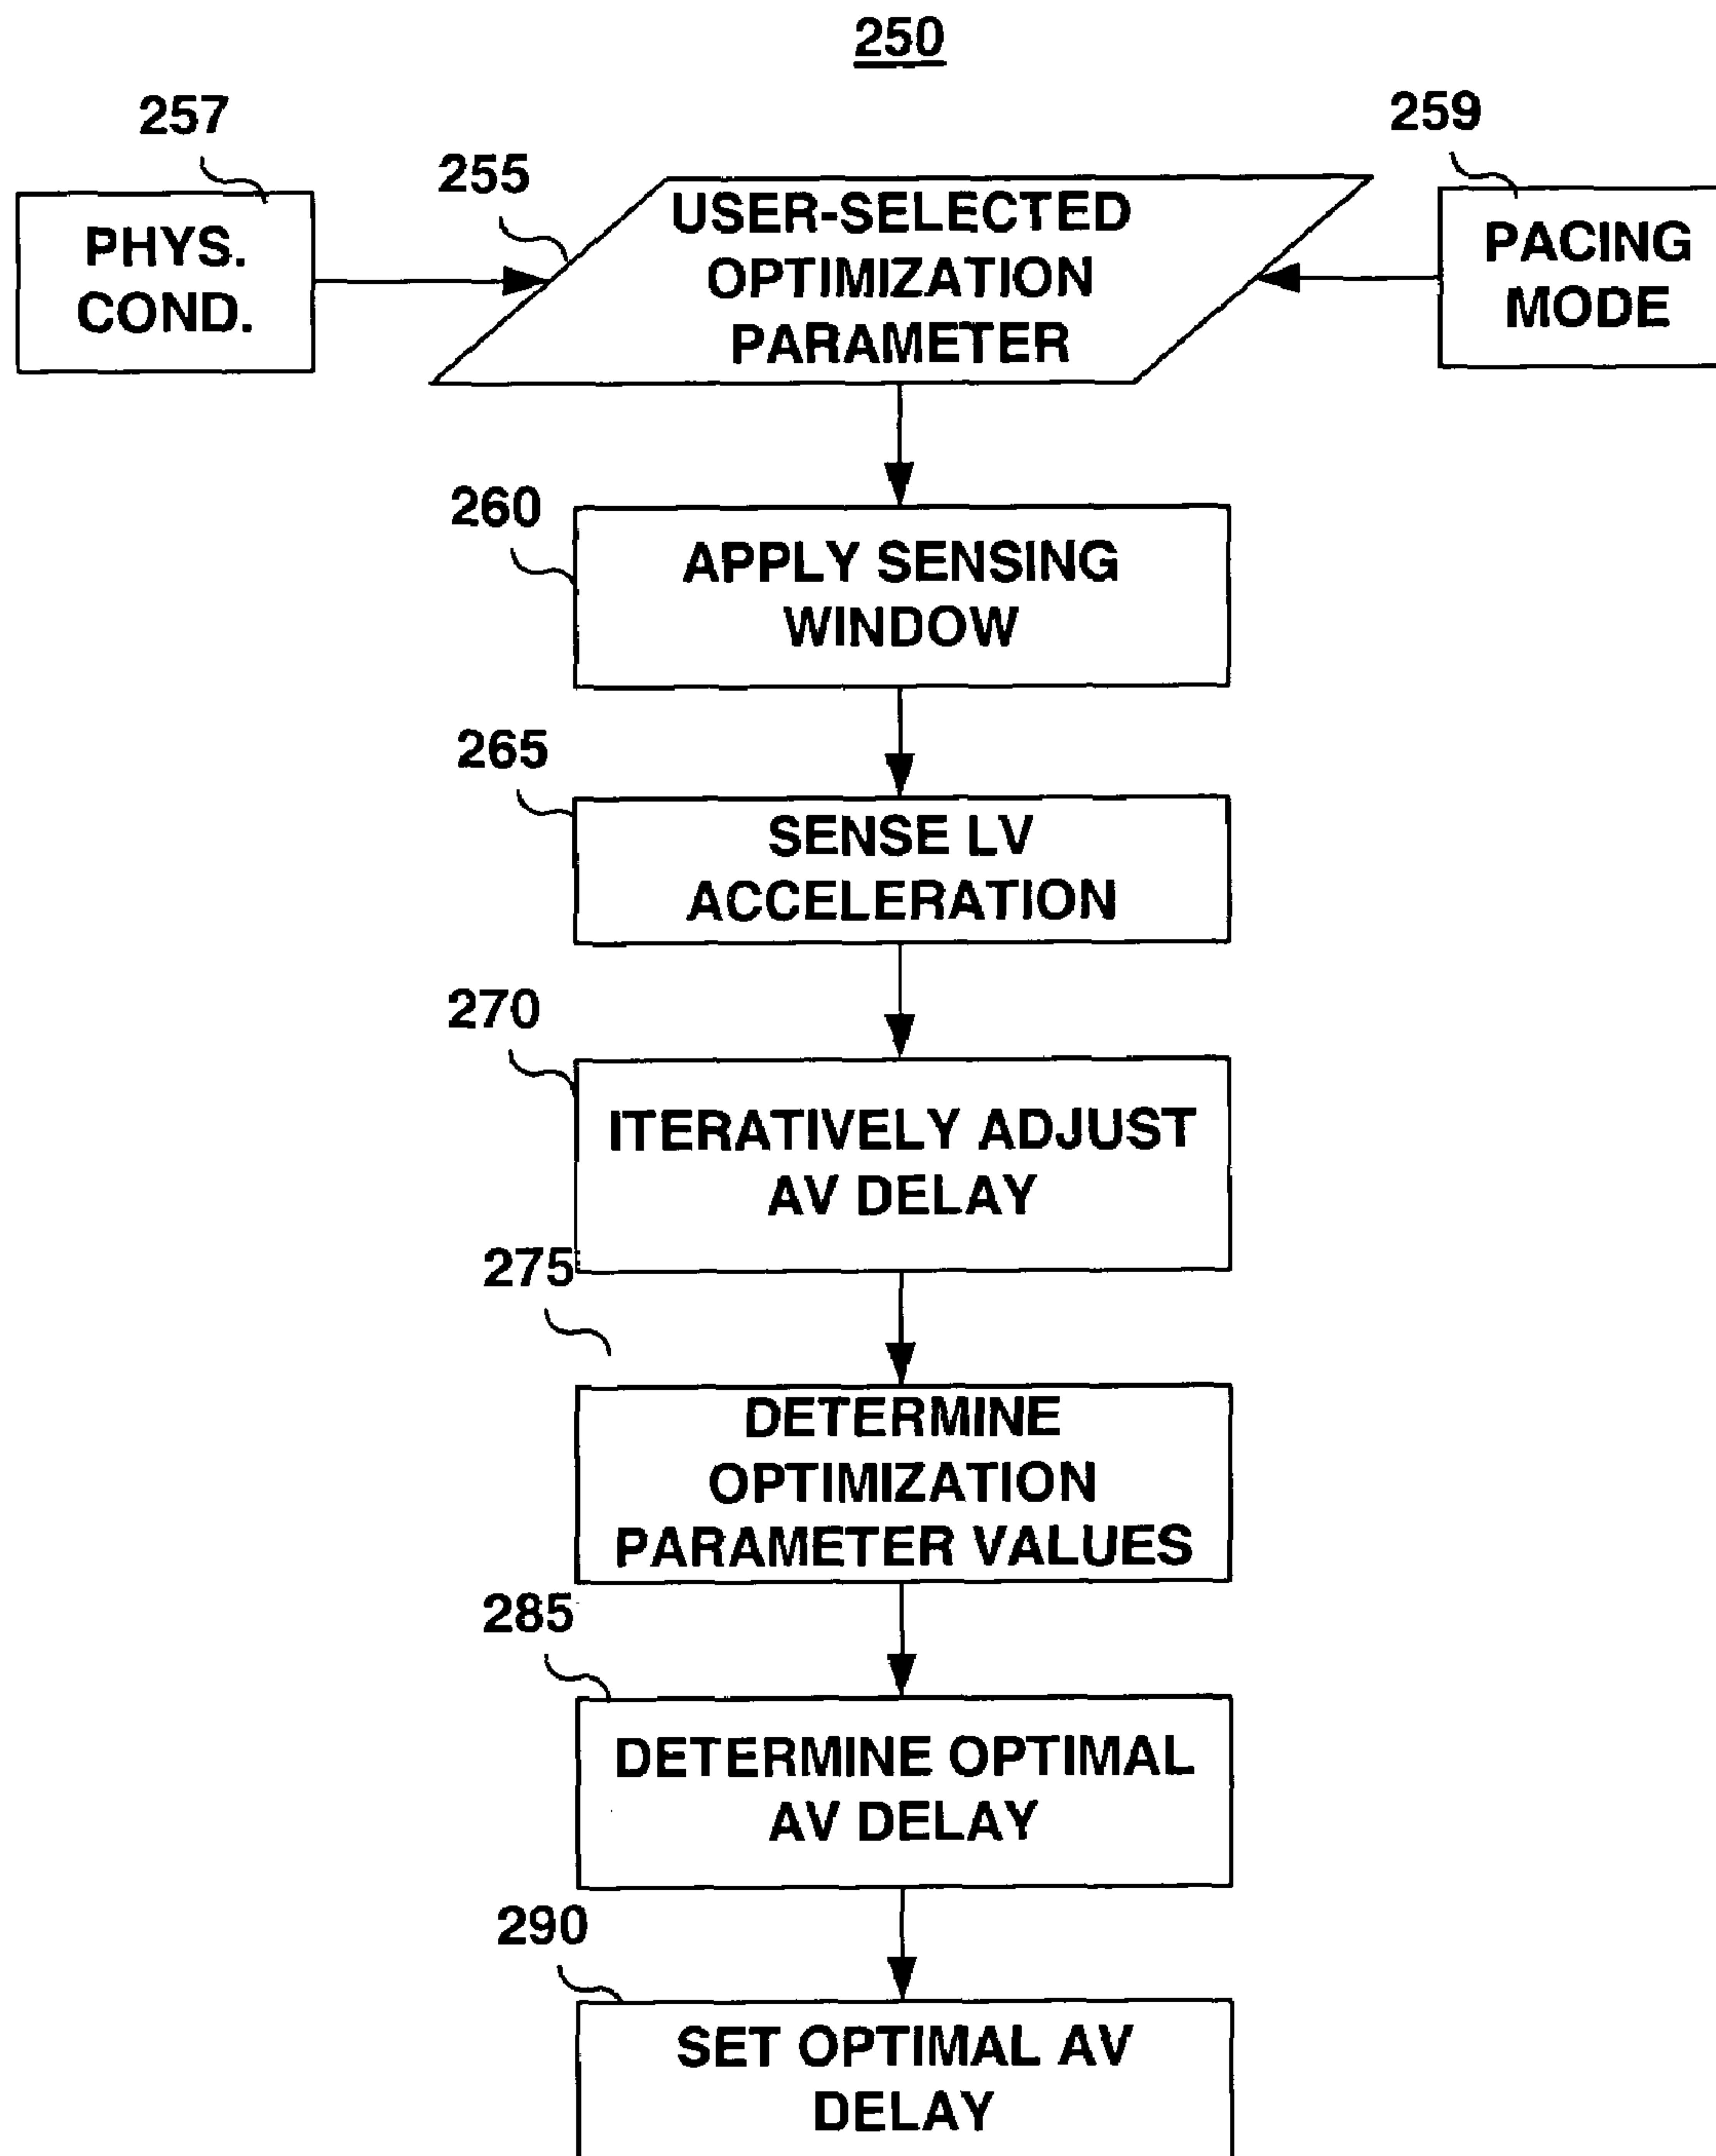 250
257
PHYS.
COND.
255
USER-SELECTED
OPTIMIZATION
PARAMETER
259
PACING
MODE
260
APPLY SENSING
WINDOW
265
SENSE LV
ACCELERATION
270
ITERATIVELY ADJUST
AV DELAY
275
DETERMINE
OPTIMIZATION
PARAMETER VALUES
285
DETERMINE OPTIMAL
AV DELAY
290
SET OPTIMAL AV
DELAY